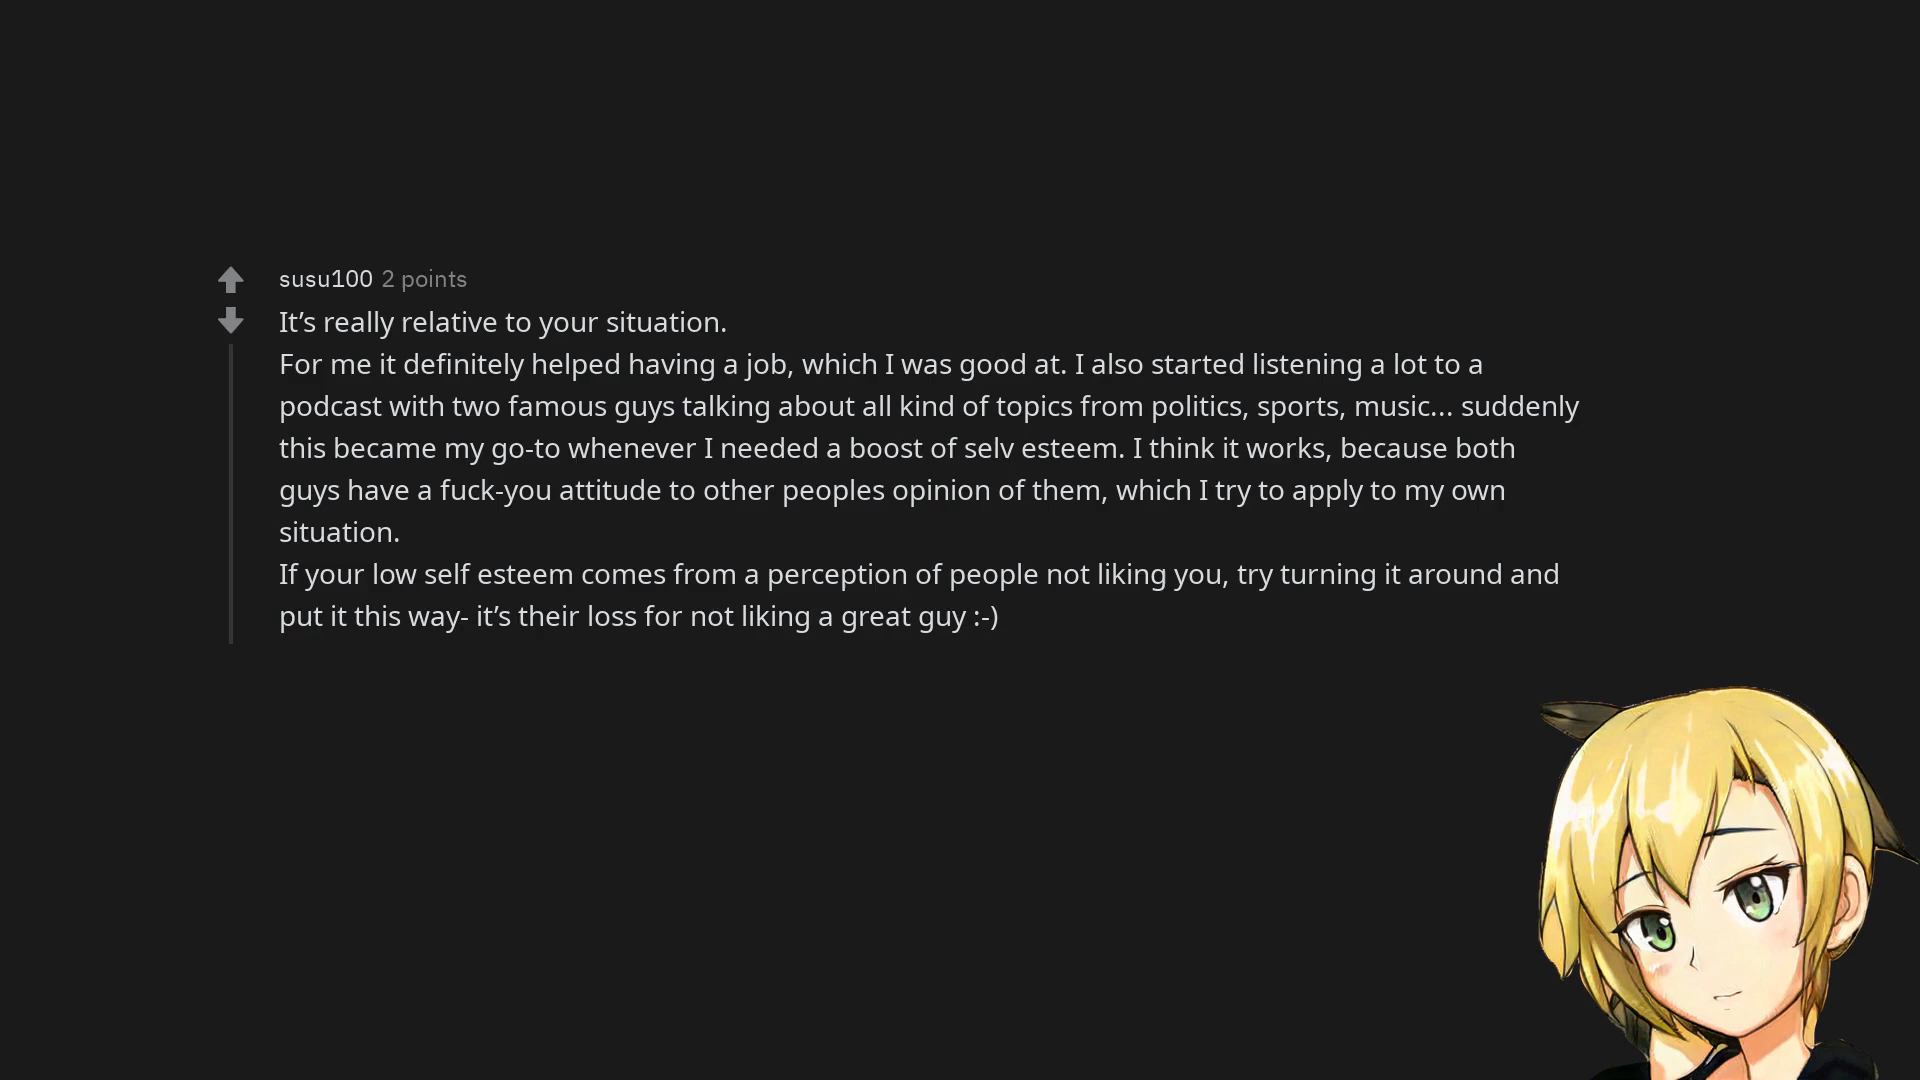 susu100 2 points
It’s really relative to your situation.
For me it definitely helped having a job, which I was good at. I also started listening a lot to a
podcast with two famous guys talking about all kind of topics from politics, sports, music... suddenly
this became my go-to whenever I needed a boost of selv esteem. I think it works, because both
guys have a fuck-you attitude to other peoples opinion of them, which I try to apply to my own
situation.
If your low self esteem comes from a perception of people not liking you, try turning it around and
put it this way- it’s their loss for not liking a great guy :-)